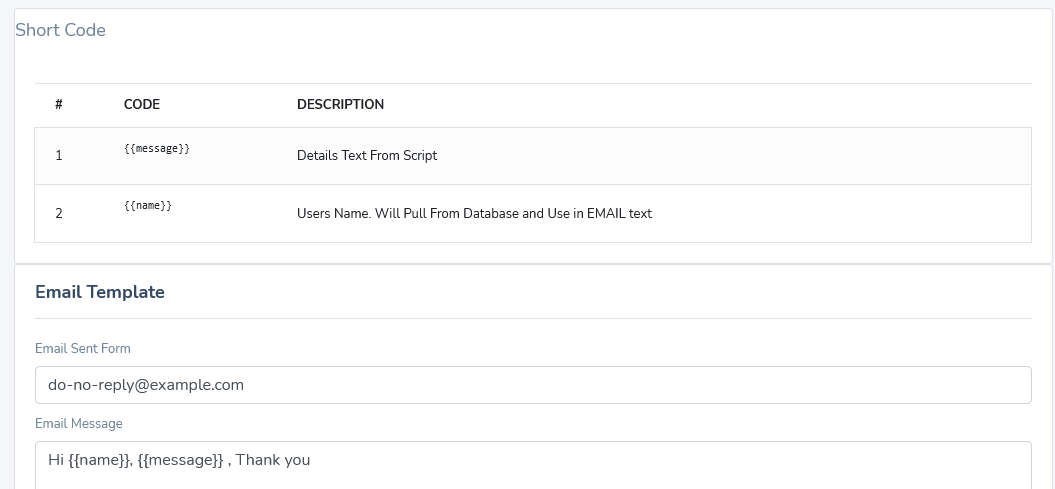 Short Code
# CODE DESCRIPTION
1 {{message}} Details Text From Script
2 {{name}} Users Name. Will Pull From Database and Use in EMAIL text
Email Template
Email Sent Form
do-no-reply@example.com
Email Message
Hi {{name}}, {{message}} , Thank you